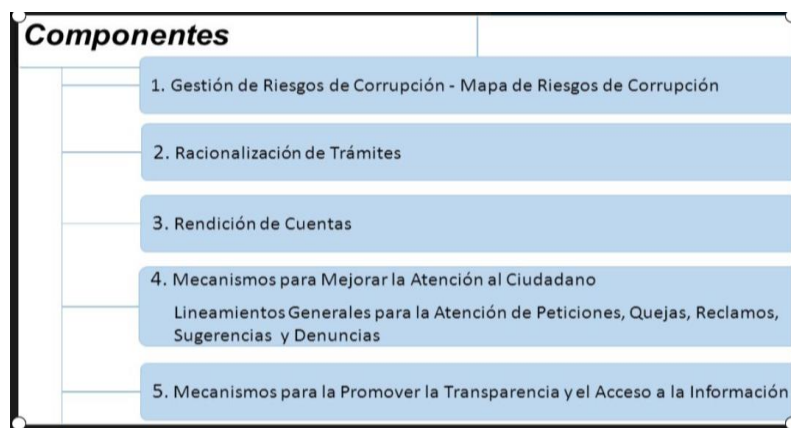 Componentes
1. Gestión de Riesgos de Corrupción - Mapa de Riesgos de Corrupción
2. Racionalización de Trámites
3. Rendición de Cuentas
4. Mecanismos para Mejorar la Atención al Ciudadano
Lineamientos Generales para la Atención de Peticiones, Quejas, Reclamos,
Sugerencias y Denuncias
5. Mecanismos para la Promover la Transparencia y el Acceso a la Información